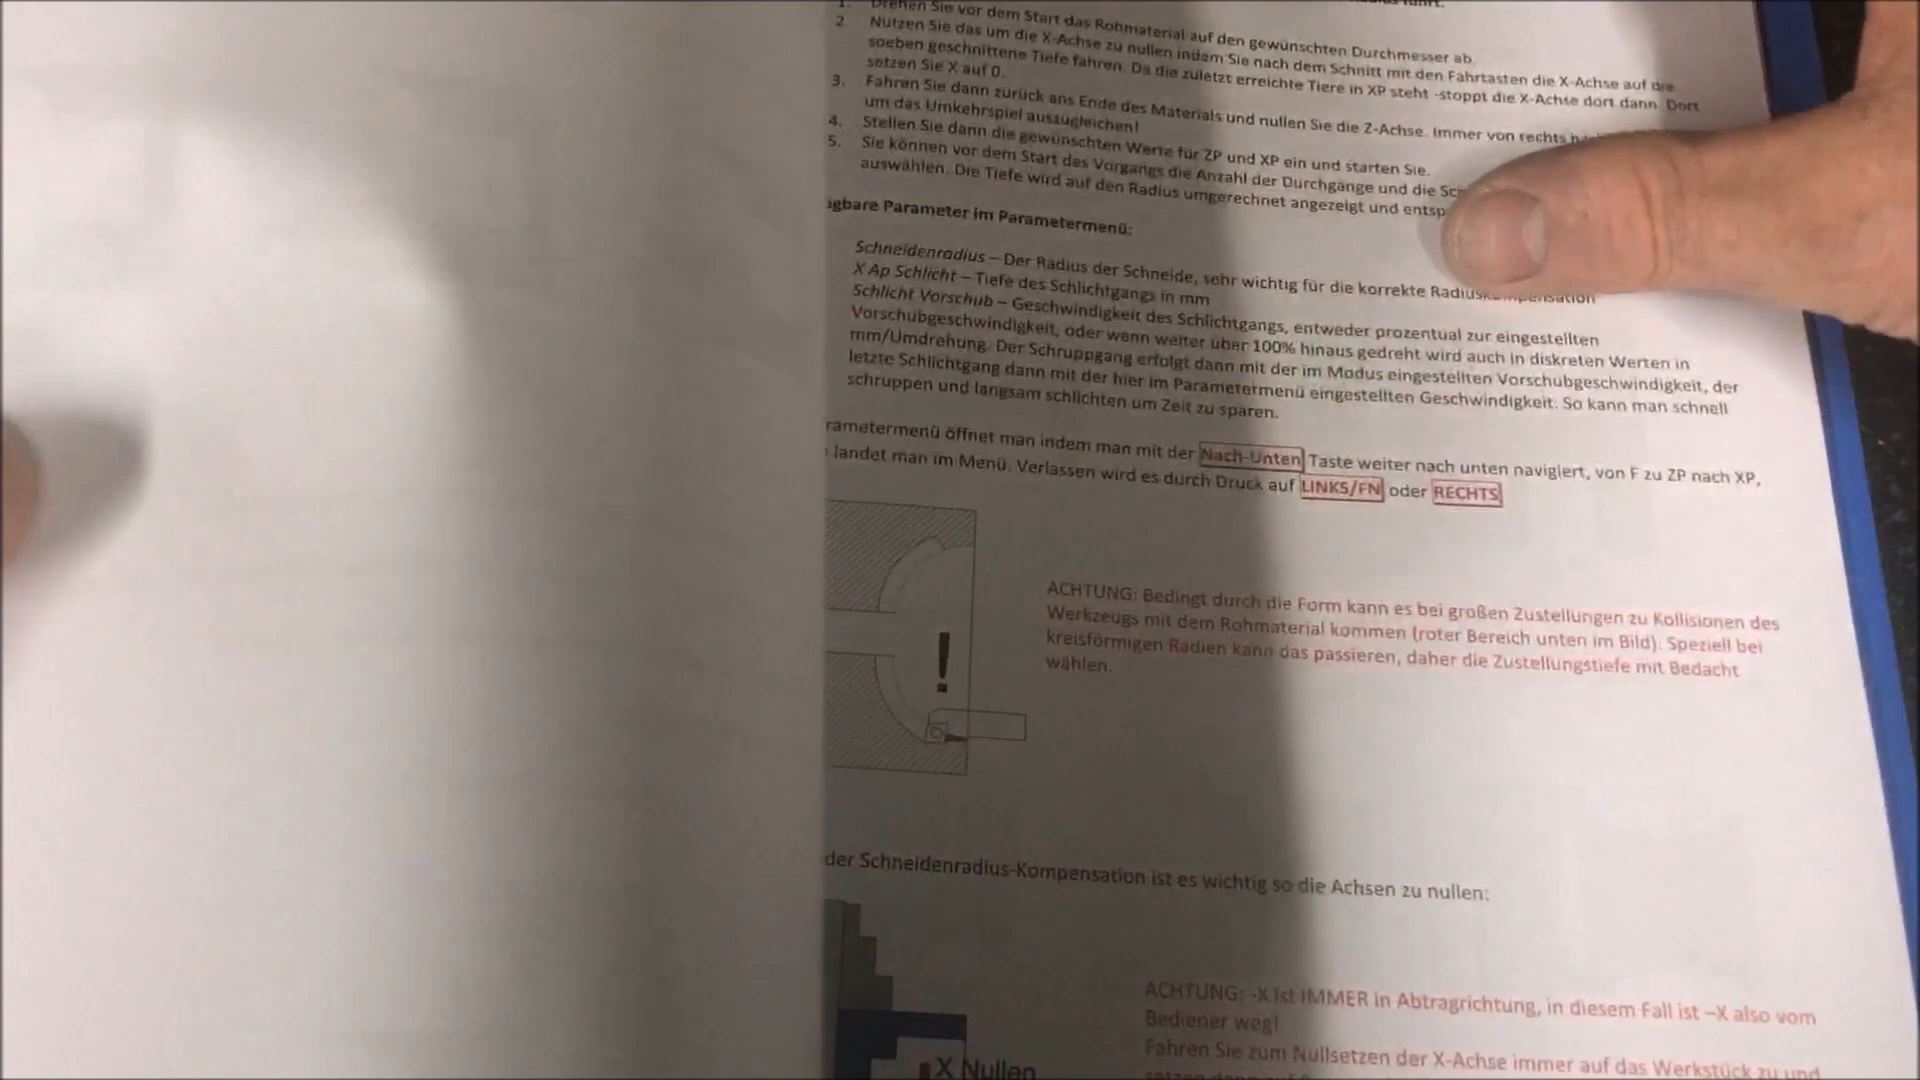 1. Drehen Sie vor dem Start das Rohmaterial auf den gewünschten Durchmesser ab.
2. Nutzen Sie das um die X-Achse zu nullen indem Sie nach dem Schnitt mit den Fahrtasten die X-Achse auf die
soeben geschnittene Tiefe fahren. Da die zuletzt erreichte Tiere in XP steht -stoppt die X-Achse dort dann. Dort
setzen Sie X auf 0.
3. Fahren Sie dann zurück ans Ende des Materials und nullen Sie die Z-Achse. Immer von rechts
um das Umkehrspiel auszugleichen!
4. Stellen Sie dann die gewünschten Werte für ZP und XP ein und starten Sie.
5. Sie können vor dem Start des Vorgangs die Anzahl der Durchgänge und die
auswählen. Die Tiefe wird auf den Radius umgerechnet angezeigt und
Parameter im Parametermenü:
Schneidenradius – Der Radius der Schneide, sehr wichtig für die korrekte
X Ap Schlicht – Tiefe des Schlichtgangs in mm
Schlicht Vorschub – Geschwindigkeit des Schlichtgangs, entweder prozentual zur eingestellten
Vorschubgeschwindigkeit, oder wenn weiter über 100% hinaus gedreht wird auch in diskreten Werten in
mm/Umdrehung. Der Schruppgang erfolgt dann mit der im Modus eingestellten Vorschubgeschwindigkeit, der
letzte Schlichtgang dann mit der hier im Parametermenü eingestellten Geschwindigkeit. So kann man schnell
schruppen und langsam schlichten um Zeit zu sparen.
rametermenü öffnet man indem man mit der Nach-Unten Taste weiter nach unten navigiert, von F zu ZP nach XP,
landet man im Menü. Verlassen wird es durch Druck auf LINKS/FN oder RECHTS
ACHTUNG: Bedingt durch die Form kann es bei großen Zustellungen zu Kollisionen des
Werkzeugs mit dem Rohmaterial kommen (roter Bereich unten im Bild). Speziell bei
kreisförmigen Radien kann das passieren, daher die Zustellungstiefe mit Bedacht
wählen.
!
der Schneidenradius-Kompensation ist es wichtig so die Achsen zu nullen:
ACHTUNG: -X ist IMMER in Abtragrichtung, in diesem Fall ist –X also vom
Bediener weg!
Fahren Sie zum Nullsetzen der X-Achse immer auf das Werkstück zu und
X Nullen